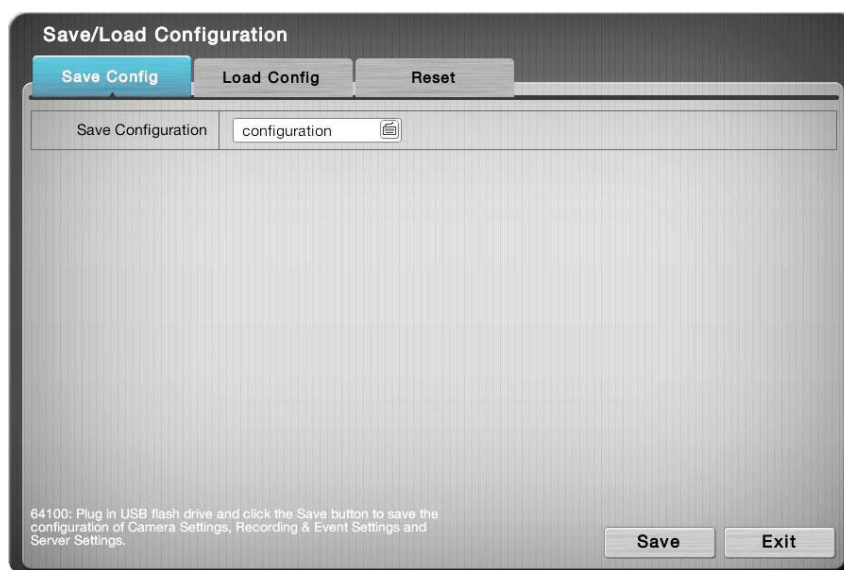 Save/Load Configuration
Save Config
Load Config
Reset
Save Configuration
configuration
64100: Plug in USB flash drive and click the Save button to save the
configuration of Camera Settings, Recording & Event Settings and
Server Settings.
Save
Exit